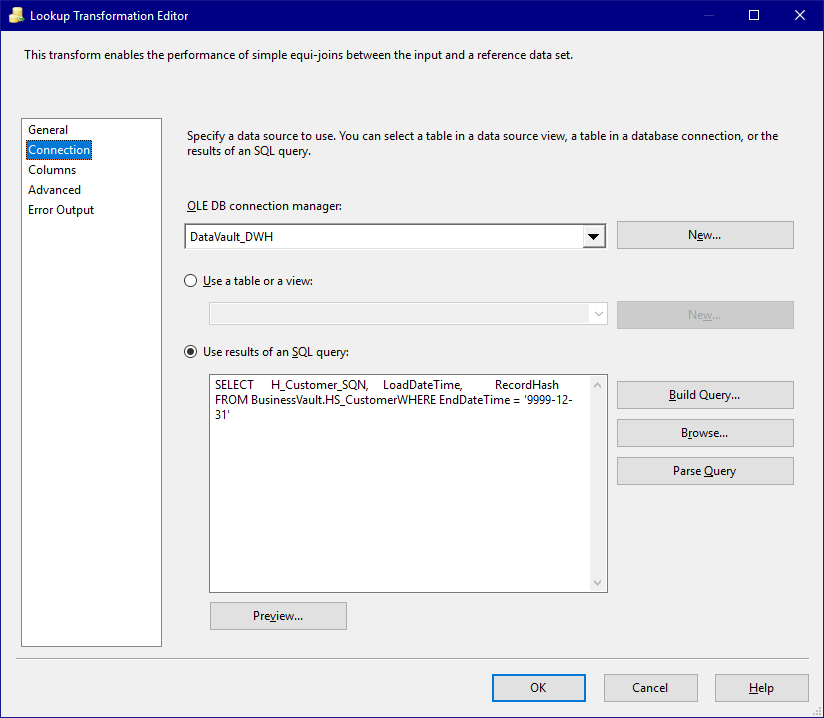 Lookup Transformation Editor
This transform enables the performance of simple equi-joins between the input and a reference data set.
General
Connection
Columns
Advanced
Error Output
Specify a data source to use. You can select a table in a data source view, a table in a database connection, or the
results of an SQL query.
OLE DB connection manager:
DataVault_DWH
New...
Use a table or a view:
New...
Use results of an SQL query:
SELECT H_Customer_SQN, LoadDateTime, RecordHash
FROM BusinessVault.HS_CustomerWHERE EndDateTime = '9999-12-
31'
Build Query...
Browse...
Parse Query
Preview...
OK
Cancel
Help